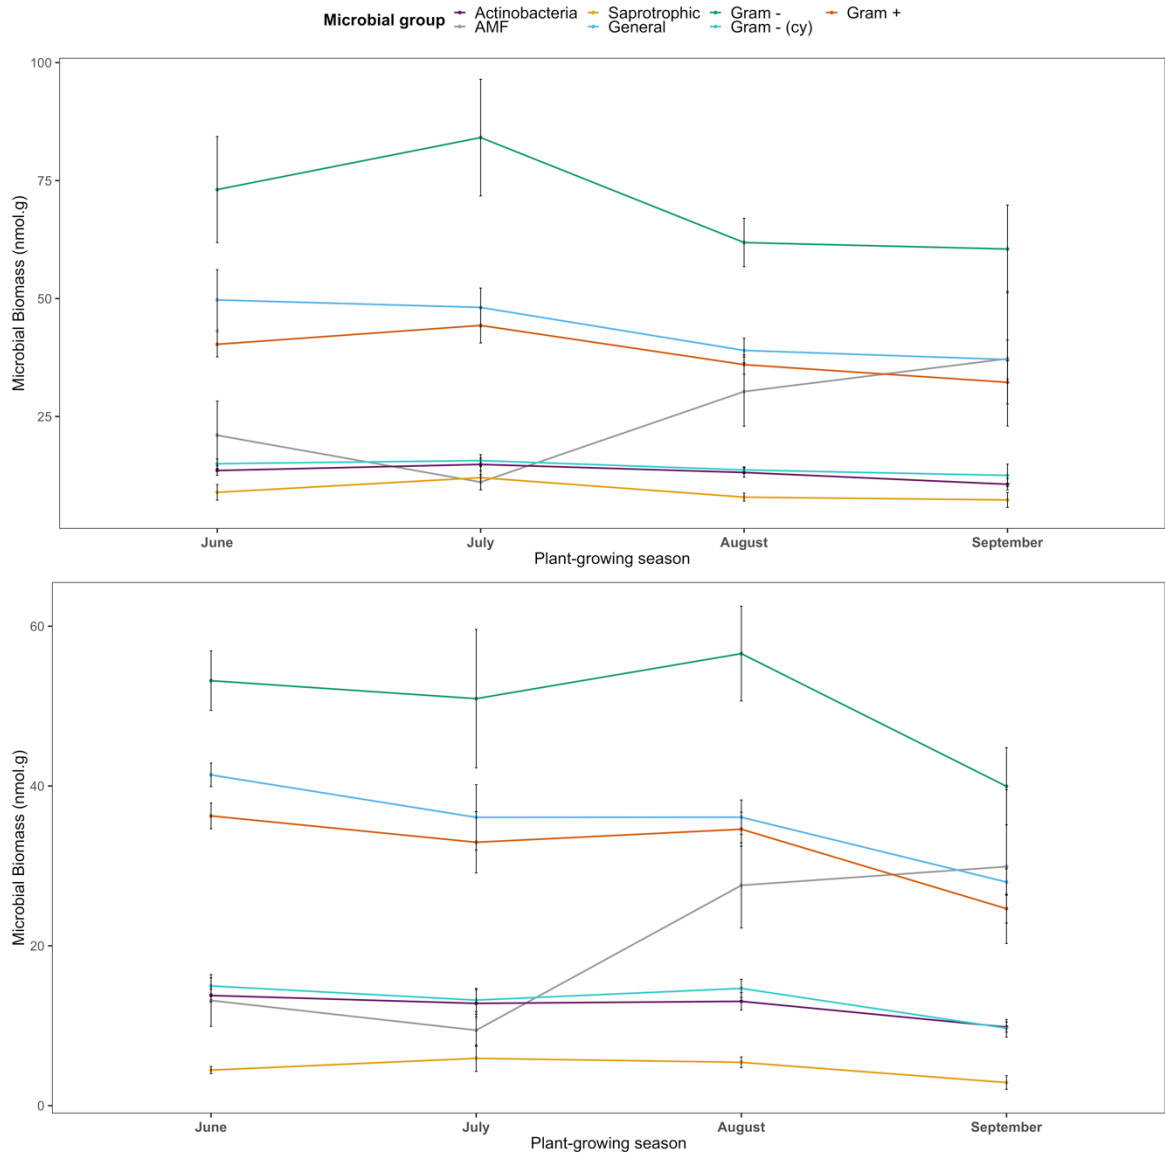 Microbial group Actinobacteria Saprotrophic Gram - Gram +
AMF General Gram - (cy)
100
75
50
25
Microbial Biomass (nmol.g)
June July August September
Plant-growing season
60
40
20
0
Microbial Biomass (nmol.g)
June July August September
Plant-growing season